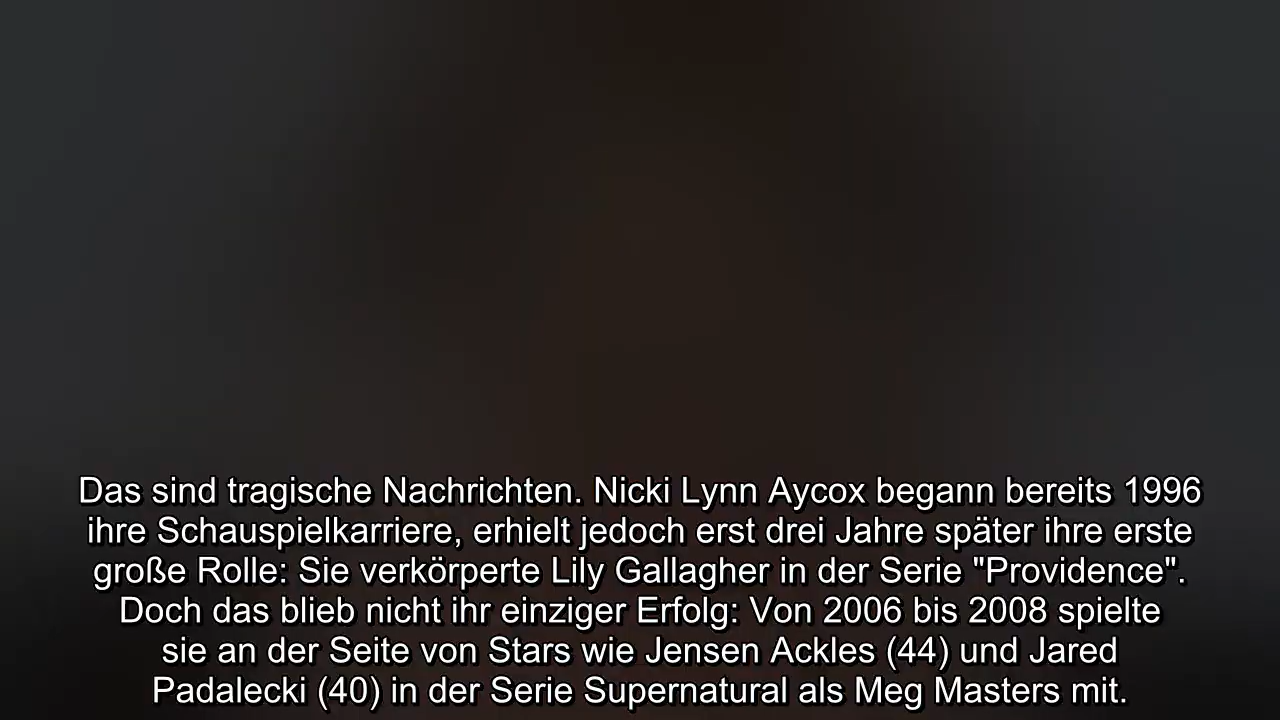 Das sind tragische Nachrichten. Nicki Lynn Aycox begann bereits 1996
ihre Schauspielkarriere, erhielt jedoch erst drei Jahre später ihre erste
große Rolle: Sie verkörperte Lily Gallagher in der Serie "Providence".
Doch das blieb nicht ihr einziger Erfolg: Von 2006 bis 2008 spielte
sie an der Seite von Stars wie Jensen Ackles (44) und Jared
Padalecki (40) in der Serie Supernatural als Meg Masters mit.